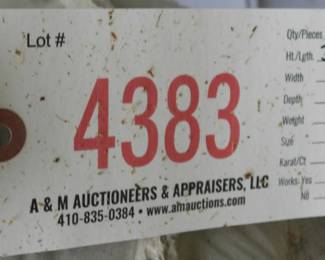 Lot #
4383
A & M AUCTIONEERS & APPRAISERS, LLC
410-835-0384 • www.amauctions.com
Qty/Pieces
Ht./Lgth.
Width
Depth
Weight
Size
Karat/Ct
Works: Yes
N0